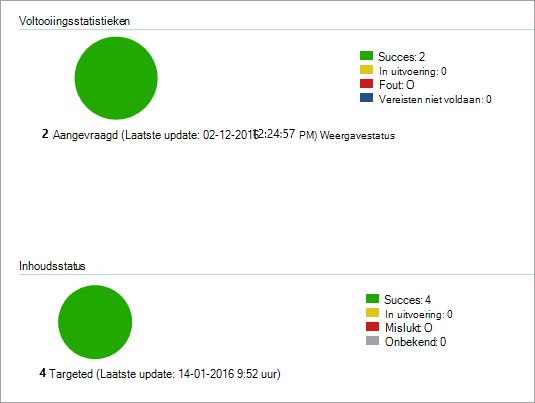 Voltooiingsstatistieken
Succes: 2
In uitvoering: 0
Fout: O
Vereisten niet voldaan: 0
2 Aangevraagd (Laatste update: 02-12-2016 12:24:57 PM) Weergavestatus
Inhoudsstatus
Succes: 4
In uitvoering: 0
Mislukt: O
Onbekend: 0
4 Targeted (Laatste update: 14-01-2016 9:52 uur)